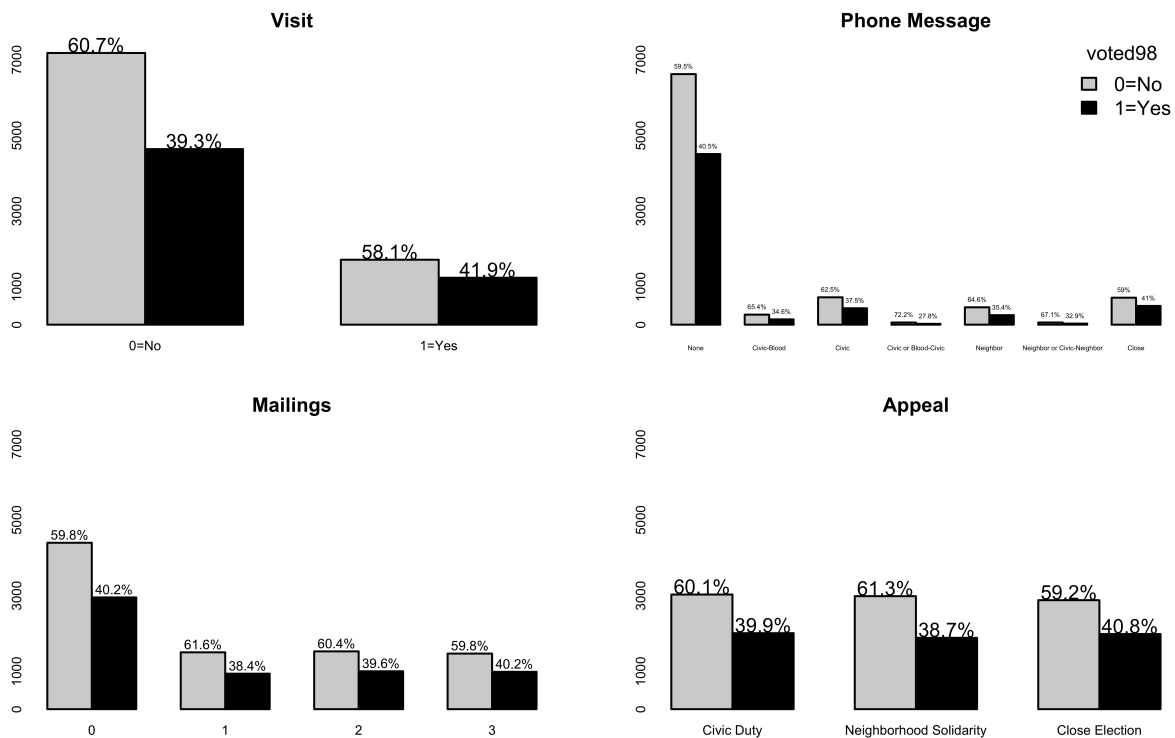 Visit
7000
5000
3000
1000
0
60.7%
39.3%
58.1%
41.9%
0=No
1=Yes
Phone Message
voted98
0=No
1=Yes
7000
5000
3000
1000
0
59.5%
40.5%
65.4%
34.6%
62.5%
37.5%
72.2%
27.8%
64.6%
35.4%
67.1%
32.9%
59%
41%
None
Civic-Blood
Civic
Civic or Blood-Civic
Neighbor
Neighbor or Civic-Neighbor
Close
Mailings
7000
5000
3000
1000
0
59.8%
40.2%
61.6%
38.4%
60.4%
39.6%
59.8%
40.2%
0
1
2
3
Appeal
7000
5000
3000
1000
0
60.1%
39.9%
61.3%
38.7%
59.2%
40.8%
Civic Duty
Neighborhood Solidarity
Close Election